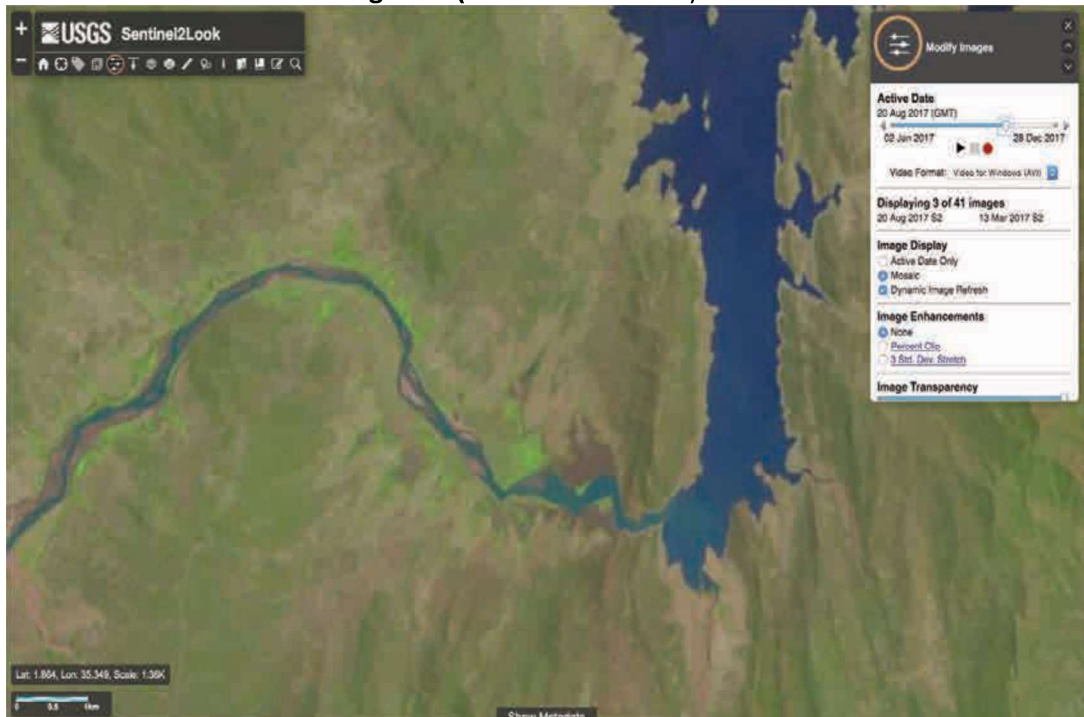 USGS Sentinel2Look
Modify Images
Active Date
20 Aug 2017 (GMT)
02 Jan 2017 28 Dec 2017
Video Format: Video for Windows (AVI)
Displaying 3 of 41 images
20 Aug 2017 S2 13 Mar 2017 S2
Image Display
Active Date Only
Mosaic
Dynamic Image Refresh
Image Enhancements
None
Percent Clip
3 Std. Dev. Stretch
Image Transparency
Lat: 1.864, Lon: 35.349, Scale: 1:36K
0 0.5 1km
Show Metadata